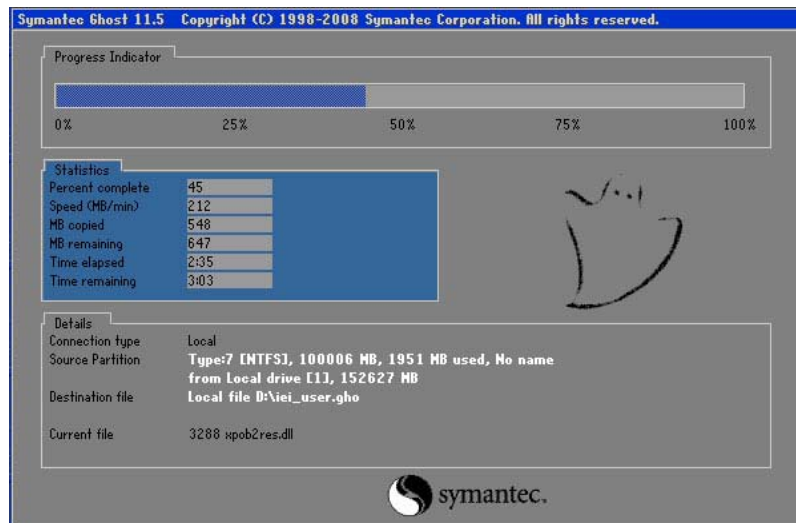 Symantec Ghost 11.5 Copyright (C) 1998-2008 Symantec Corporation. All rights reserved.
Progress Indicator
0% 25% 50% 75% 100%
Statistics
Percent complete 45
Speed (MB/min) 212
MB copied 548
MB remaining 647
Time elapsed 2:35
Time remaining 3:03
Details
Connection type Local
Source Partition Type:7 [NTFS], 100006 MB, 1951 MB used, No name
from Local drive [1], 152627 MB
Destination file Local file D:\iei_user.gho
Current file 3288 xpob2res.dll
symantec.